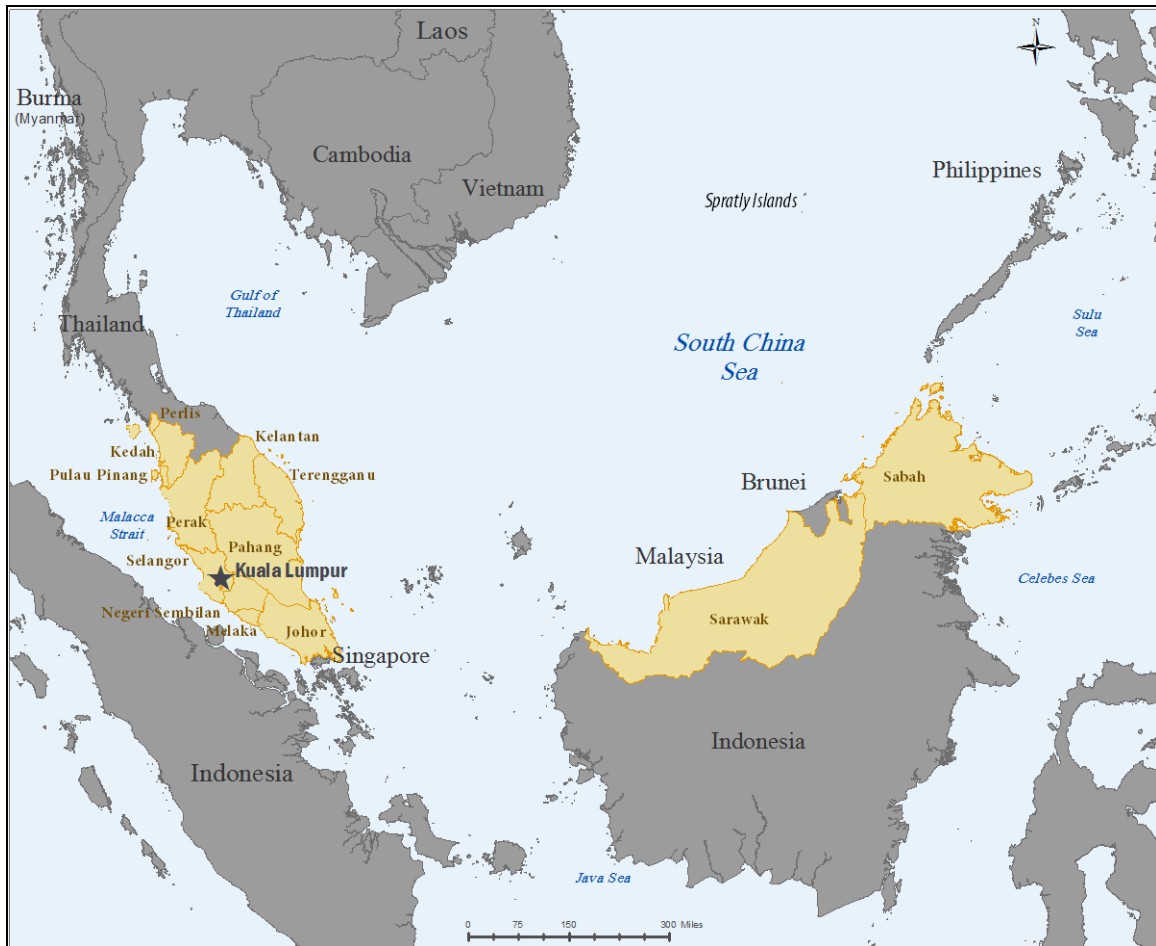 N
Laos
Burma
(Myanmar)
Cambodia
Philippines
Vietnam
Spratly Islands
Gulf of
Thailand
Thailand
Sulu
Sea
South China
Sea
Perlis
Kelantan
Kedah
Pulau Pinang
Terengganu
Sabah
Brunei
Malacca
Strait
Perak
Pahang
Malaysia
Selangor
Kuala Lumpur
Celebes Sea
Negeri Sembilan
Melaka
Johor
Sarawak
Singapore
Indonesia
Indonesia
Java Sea
0 75 150 300 Miles